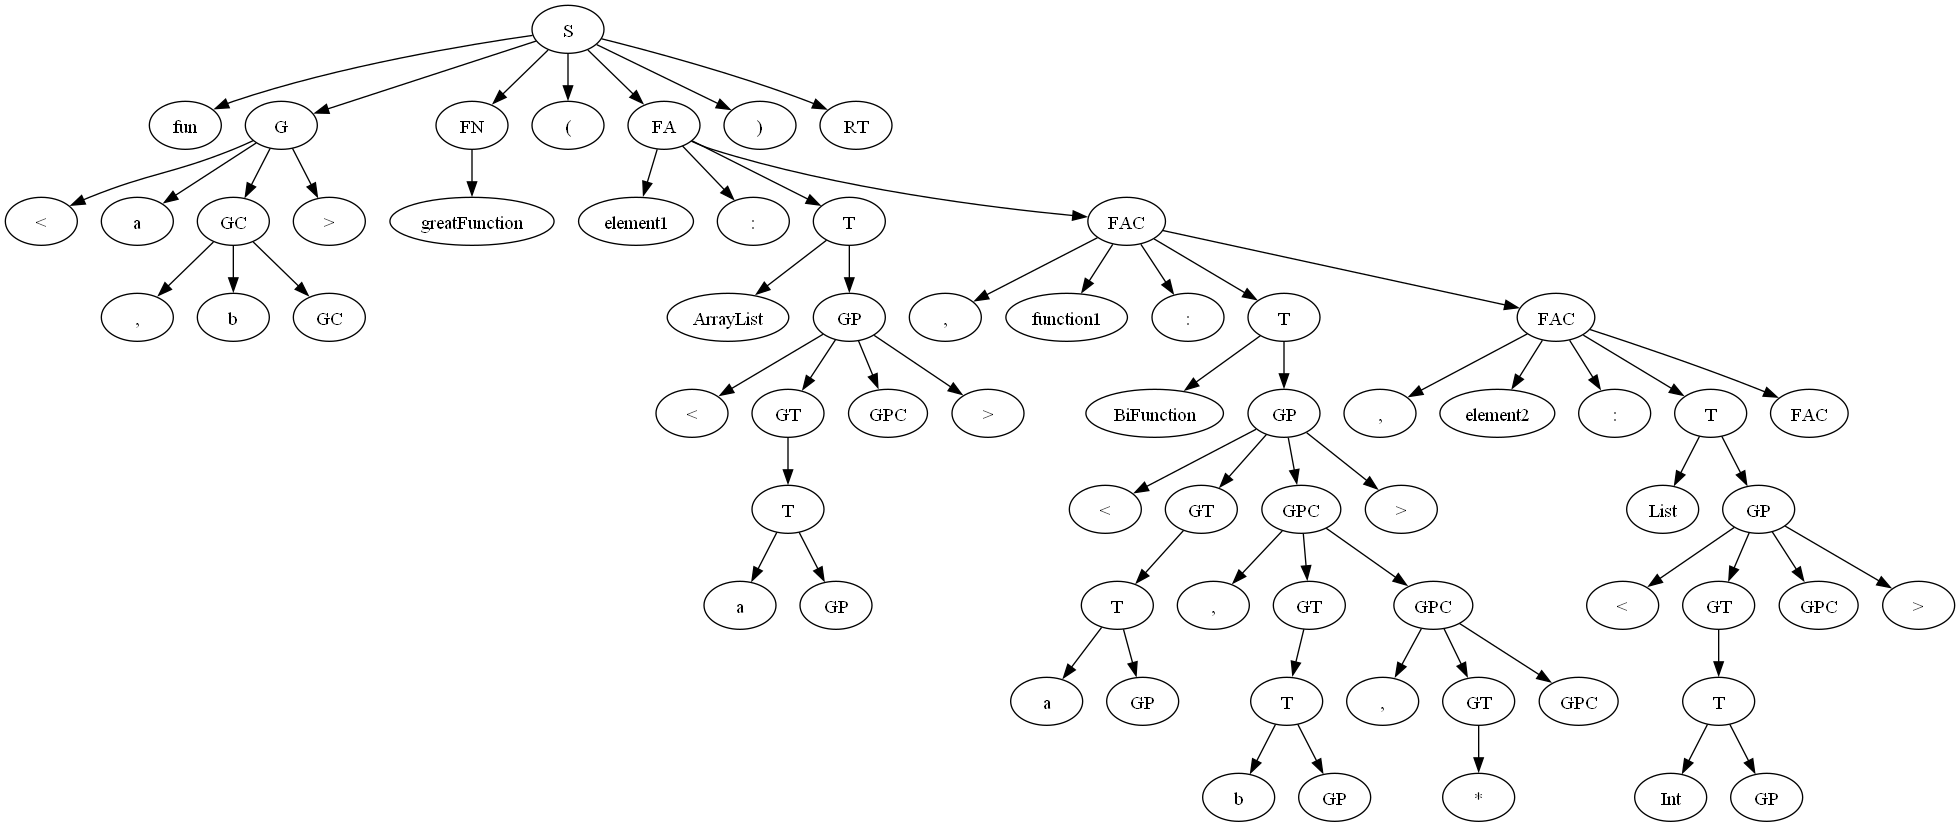 S
fun G FN ( FA ) RT
< a GC > greatFunction element1 : T FAC
, b GC ArrayList GP , function1 : T FAC
< GT GPC > BiFunction GP , element2 : T FAC
T < GT GPC > List GP
a GP T , GT GPC < GT GPC >
a GP T , GT GPC T
b GP * Int GP